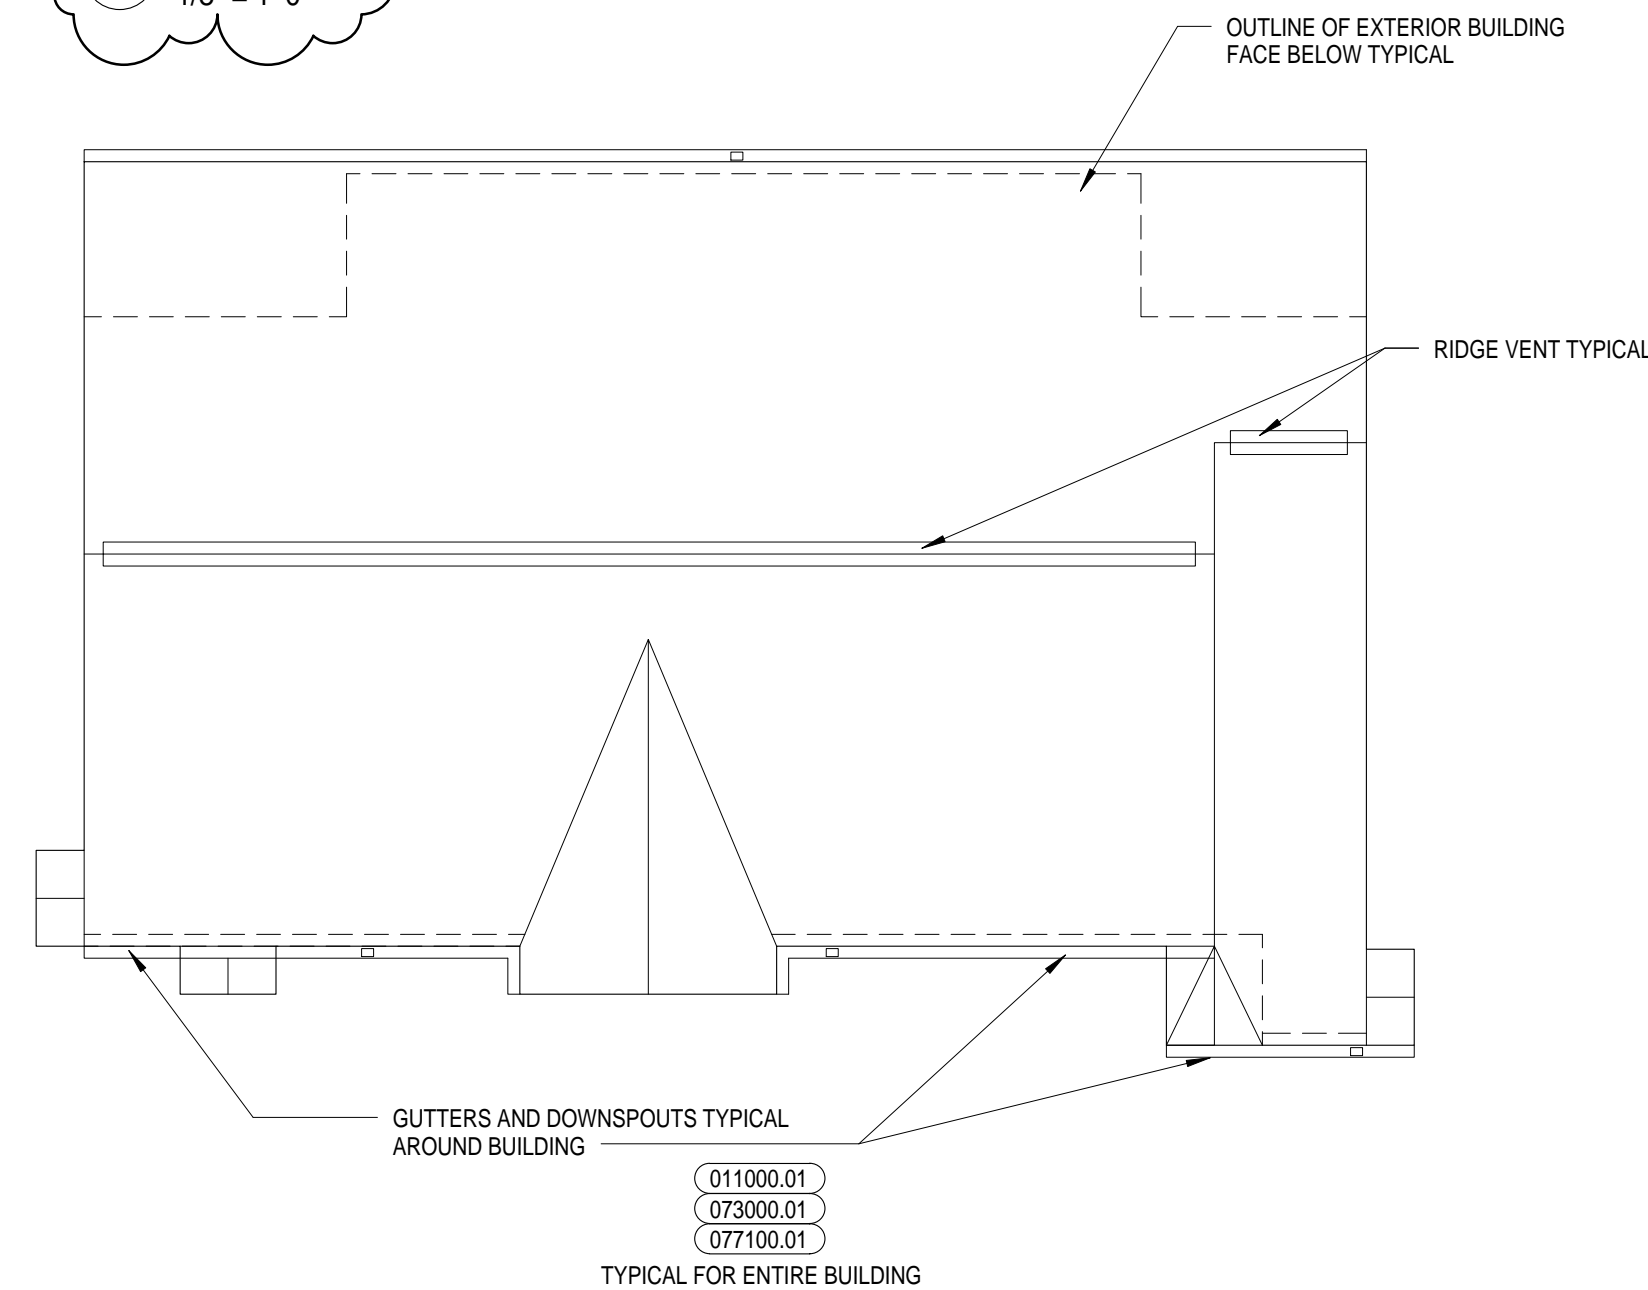 OUTLINE OF EXTERIOR BUILDING
FACE BELOW TYPICAL
RIDGE VENT TYPICAL
GUTTERS AND DOWNSPOUTS TYPICAL
AROUND BUILDING
011000.01
073000.01
077100.01
TYPICAL FOR ENTIRE BUILDING